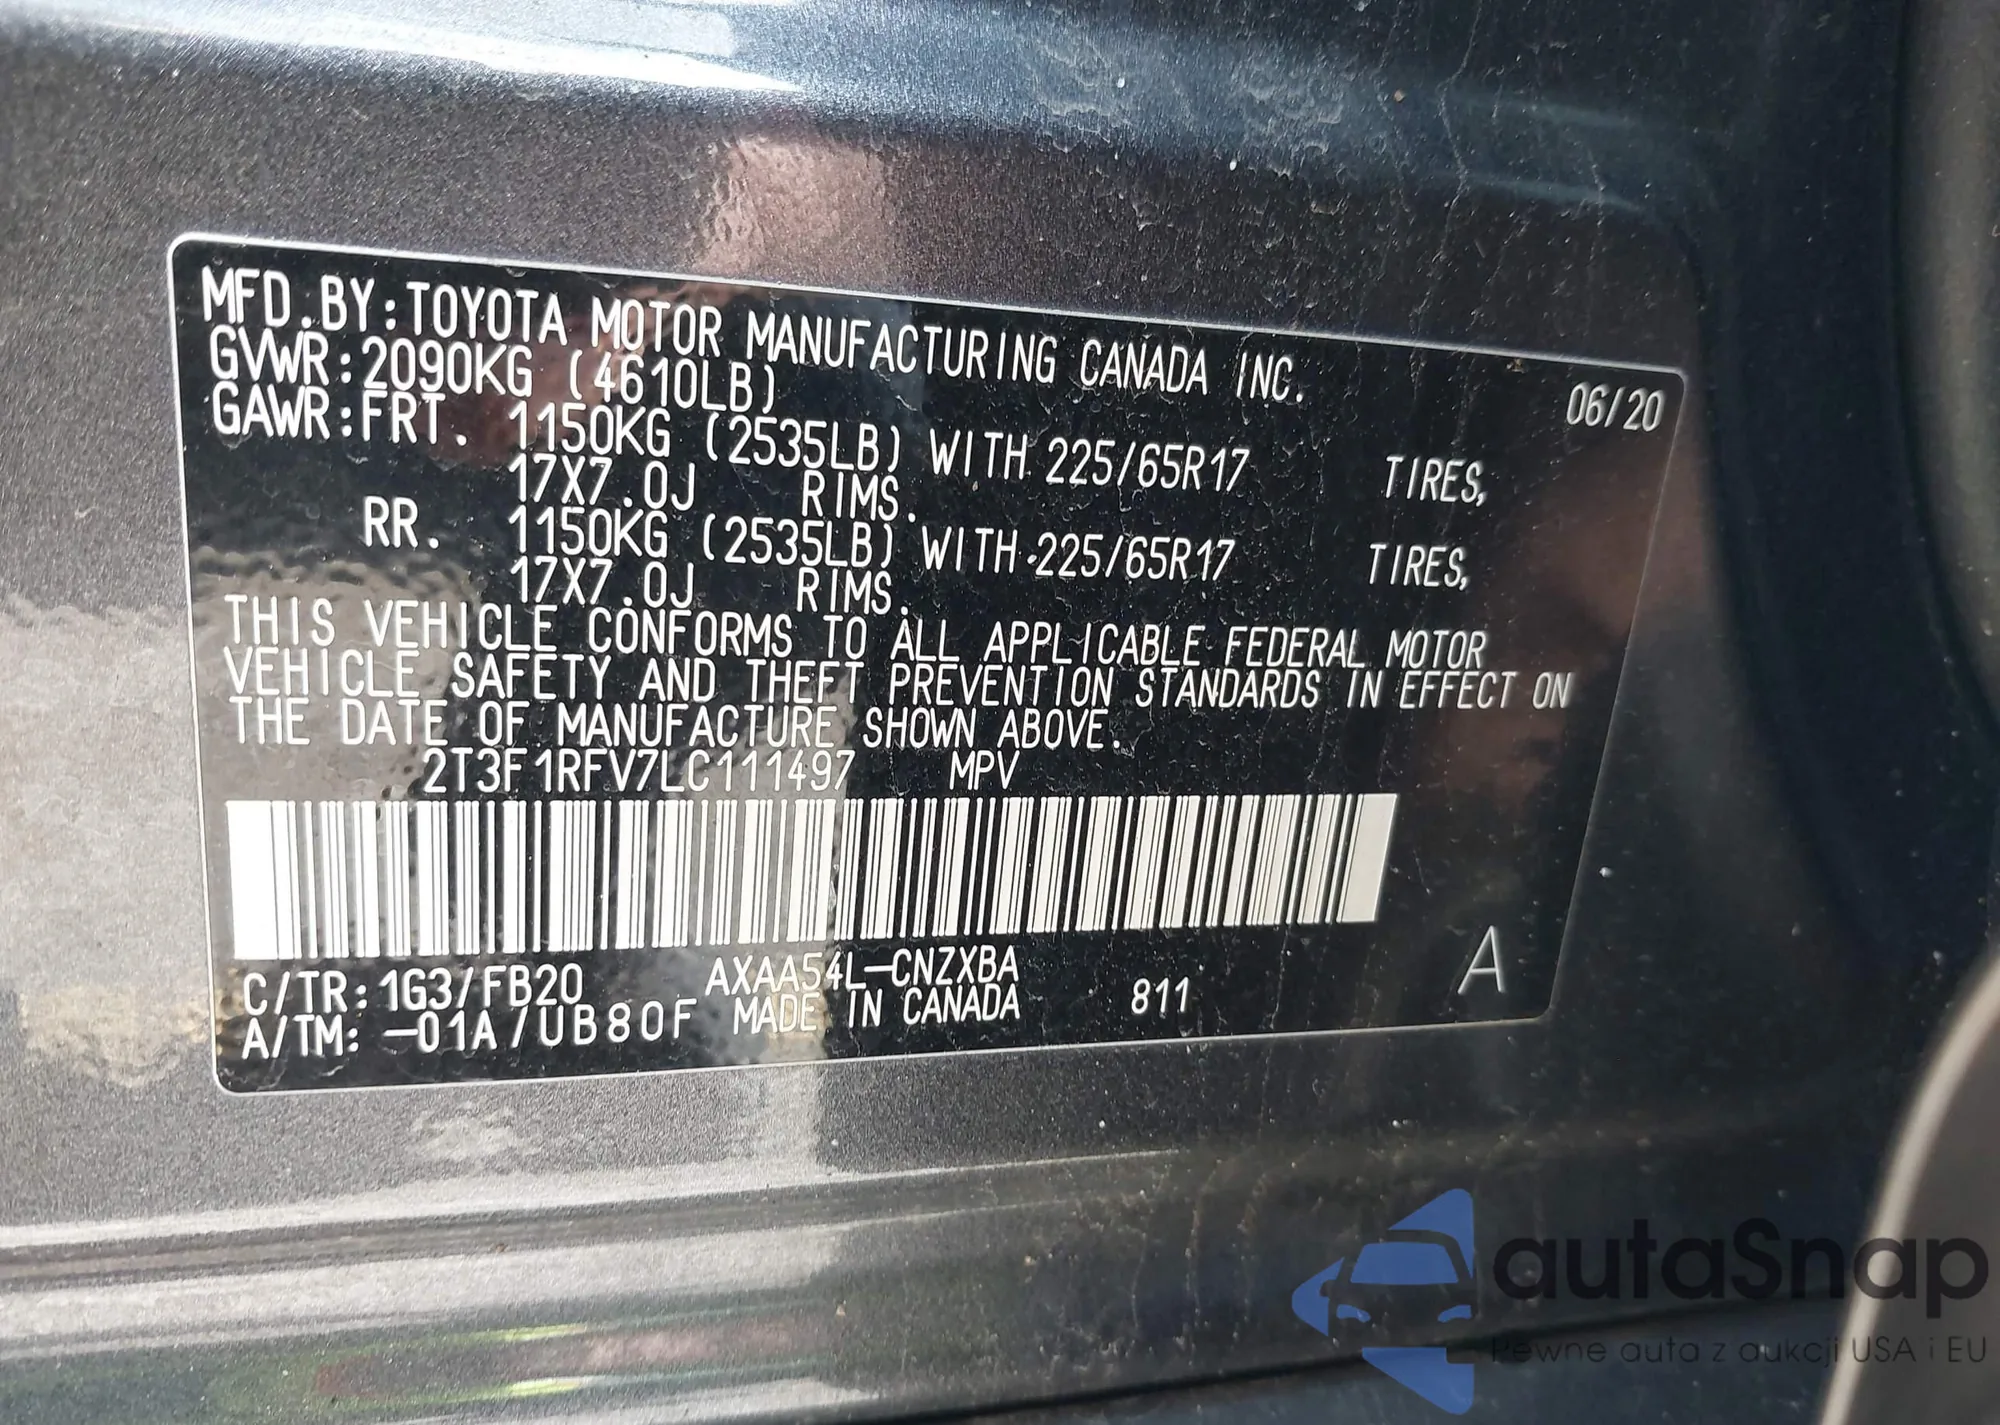 MFD.BY:TOYOTA MOTOR MANUFACTURING CANADA INC.
06/20
GVWR:2090KG (4610LB)
GAWR:FRT. 1150KG (2535LB) WITH 225/65R17 TIRES,
17X7.0J RIMS.
RR. 1150KG (2535LB) WITH 225/65R17 TIRES,
17X7.0J RIMS.
THIS VEHICLE CONFORMS TO ALL APPLICABLE FEDERAL MOTOR
VEHICLE SAFETY AND THEFT PREVENTION STANDARDS IN EFFECT ON
THE DATE OF MANUFACTURE SHOWN ABOVE.
2T3F1RFV7LC111497 MPV
C/TR:1G3/FB20 AXAA54L-CNZXBA
A/TM:-01A/UB80F MADE IN CANADA 811 A
autaSnap
Pewne auta z aukcji USA i EU